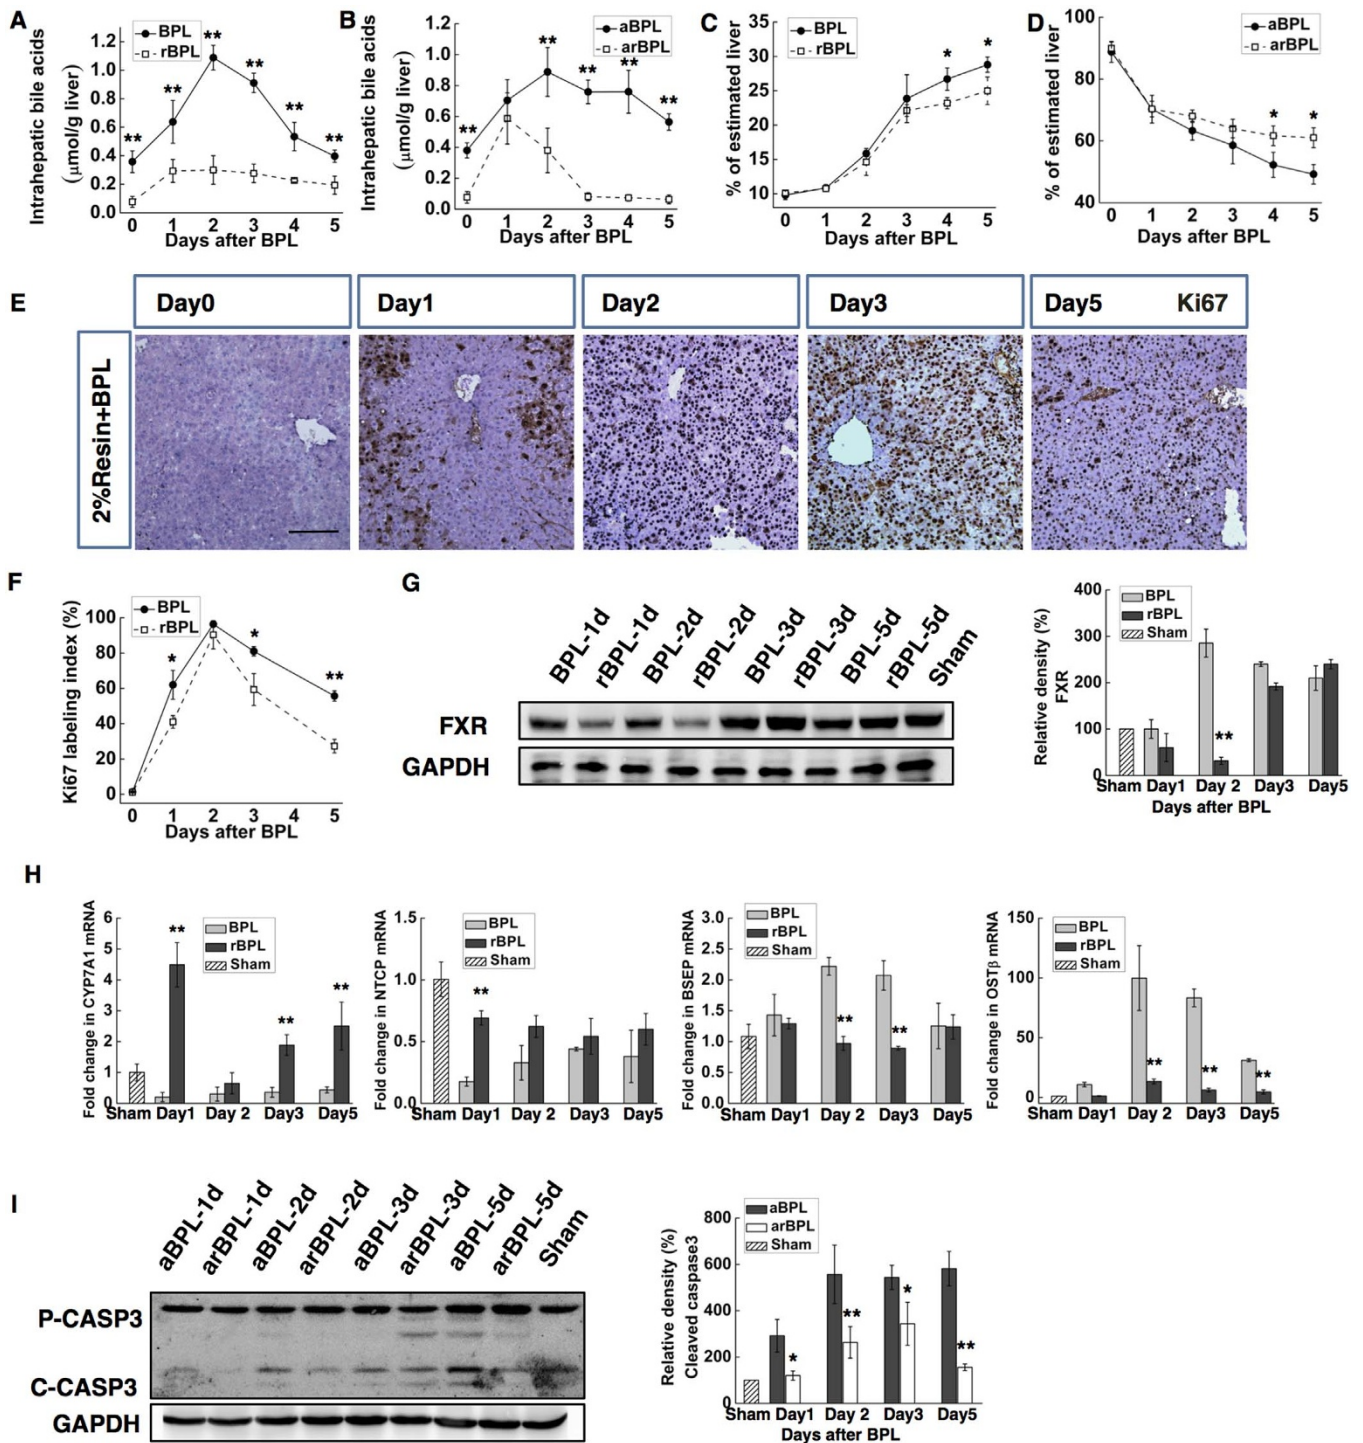 A
Intrahepatic bile acids
(μmol/g liver)
BPL
rBPL
1.2
1.0
0.8
0.6
0.4
0.2
0.0
** ** ** ** ** **
0 1 2 3 4 5
Days after BPL
B
Intrahepatic bile acids
(μmol/g liver)
aBPL
arBPL
1.2
1.0
0.8
0.6
0.4
0.2
0.0
** ** ** ** **
0 1 2 3 4 5
Days after BPL
C
% of estimated liver
BPL
rBPL
35
30
25
20
15
10
* *
0 1 2 3 4 5
Days after BPL
D
% of estimated liver
aBPL
arBPL
100
80
60
40
* *
0 1 2 3 4 5
Days after BPL
E
Day0 Day1 Day2 Day3 Day5 Ki67
2%Resin+BPL
F
Ki67 labeling index (%)
BPL
rBPL
100
80
60
40
20
0
* * **
0 1 2 3 5
Days after BPL
G
BPL-1d rBPL-1d BPL-2d rBPL-2d BPL-3d rBPL-3d BPL-5d rBPL-5d Sham
FXR
GAPDH
Relative density (%)
FXR
BPL
rBPL
Sham
400
300
200
100
0
**
Sham Day1 Day 2 Day3 Day5
Days after BPL
H
Fold change in CYP7A1 mRNA
BPL
rBPL
Sham
6
5
4
3
2
1
0
** ** **
Sham Day1 Day 2 Day3 Day5
Fold change in NTCP mRNA
BPL
rBPL
Sham
1.5
1.0
0.5
0.0
**
Sham Day1 Day 2 Day3 Day5
Fold change in BSEP mRNA
BPL
rBPL
Sham
3.0
2.5
2.0
1.5
1.0
0.5
0.0
** **
Sham Day1 Day 2 Day3 Day5
Fold change in OSTβ mRNA
BPL
rBPL
Sham
150
100
50
0
** ** **
Sham Day1 Day 2 Day3 Day5
I
aBPL-1d arBPL-1d aBPL-2d arBPL-2d aBPL-3d arBPL-3d aBPL-5d arBPL-5d Sham
P-CASP3
C-CASP3
GAPDH
Relative density (%)
Cleaved caspase3
aBPL
arBPL
Sham
800
600
400
200
0
* ** * **
Sham Day1 Day 2 Day3 Day5
Days after BPL